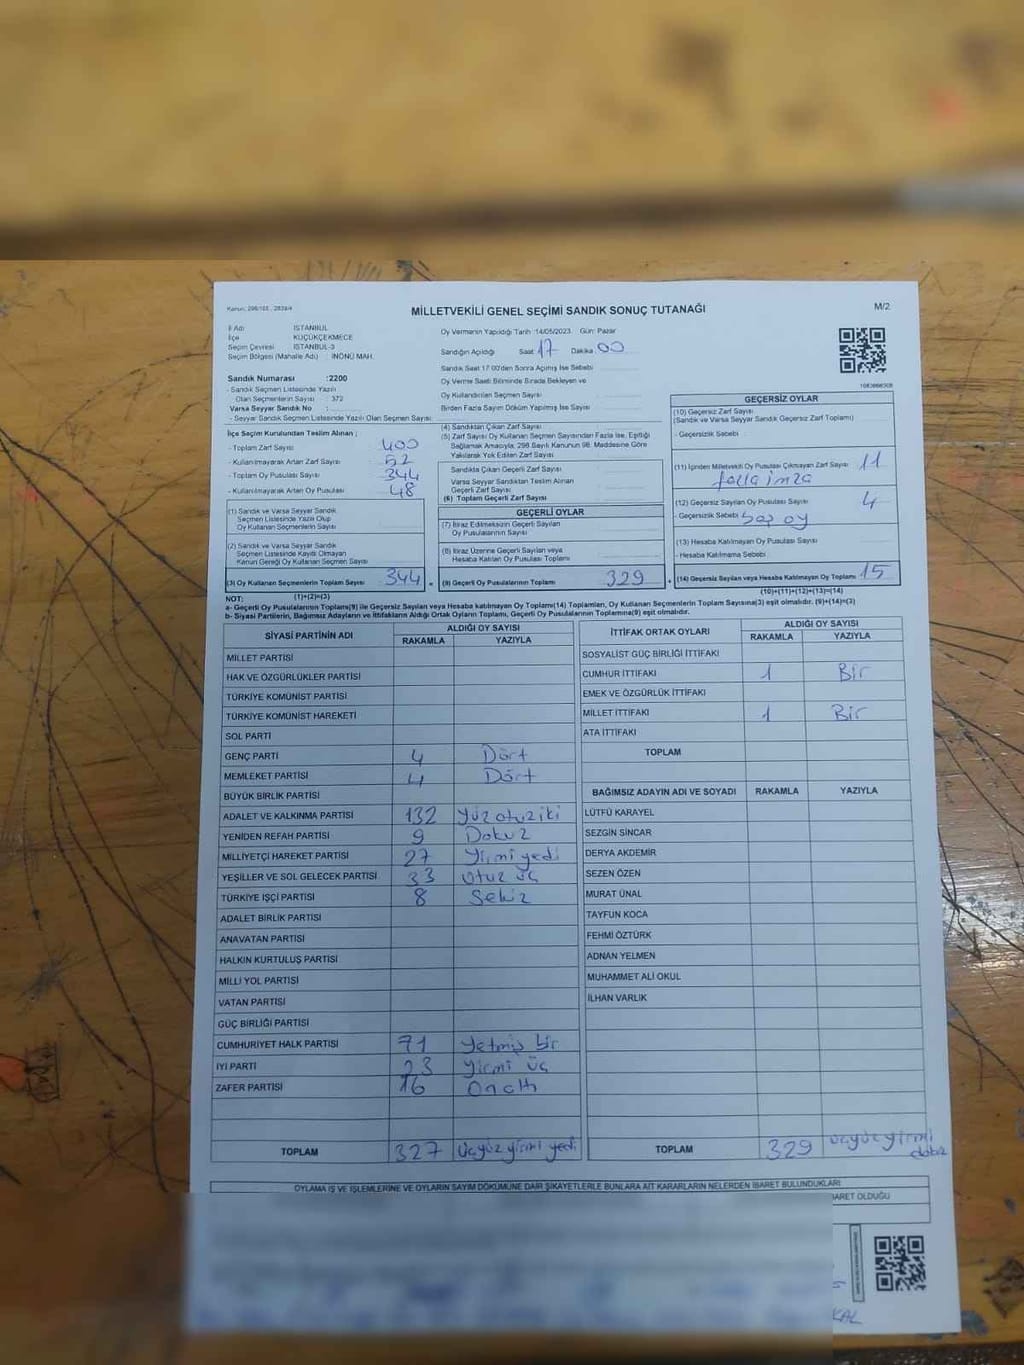 Kanun: 298/105, 2839/4
MİLLETVEKİLİ GENEL SEÇİMİ SANDIK SONUÇ TUTANAĞI
M/2
İl Adı İSTANBUL
İlçe KÜÇÜKÇEKMECE
Seçim Çevresi İSTANBUL-3
Seçim Bölgesi (Mahalle Adı) : İNÖNÜ MAH.
Sandık Numarası :2200
- Sandık Seçmen Listesinde Yazılı
Olan Seçmenlerin Sayısı : 372
Varsa Seyyar Sandık No :
- Seyyar Sandık Seçmen Listesinde Yazılı Olan Seçmen Sayısı
Oy Vermenin Yapıldığı Tarih :14/05/2023 Gün: Pazar
Sandığın Açıldığı Saat 17 Dakika 00
Sandık Saat 17.00'den Sonra Açılmış İse Sebebi
Oy Verme Saati Bitiminde Sırada Bekleyen ve
Oy Kullandırılan Seçmen Sayısı
Birden Fazla Sayım Döküm Yapılmış İse Sayısı
İlçe Seçim Kurulundan Teslim Alınan ;
- Toplam Zarf Sayısı 400
- Kullanılmayarak Artan Zarf Sayısı 52
- Toplam Oy Pusulası Sayısı 344
- Kullanılmayarak Artan Oy Pusulası 48
(1) Sandık ve Varsa Seyyar Sandık
Seçmen Listesinde Yazılı Olup
Oy Kullanan Seçmenlerin Sayısı
(2) Sandık ve Varsa Seyyar Sandık
Seçmen Listesinde Kayıtlı Olmayan
Kanun Gereği Oy Kullanan Seçmen Sayısı
(3) Oy Kullanan Seçmenlerin Toplam Sayısı 344
(1)+(2)=(3)
(4) Sandıktan Çıkan Zarf Sayısı
(5) Zarf Sayısı Oy Kullanan Seçmen Sayısından Fazla İse, Eşitliği
Sağlamak Amacıyla, 298 Sayılı Kanunun 98. Maddesine Göre
Yakılarak Yok Edilen Zarf Sayısı
Sandıkta Çıkan Geçerli Zarf Sayısı
Varsa Seyyar Sandıktan Teslim Alınan
Geçerli Zarf Sayısı
(6) Toplam Geçerli Zarf Sayısı
GEÇERLİ OYLAR
(7) İtiraz Edilmeksizin Geçerli Sayılan
Oy Pusulalarının Sayısı
(8) İtiraz Üzerine Geçerli Sayılan veya
Hesaba Katılan Oy Pusulası Toplamı
(9) Geçerli Oy Pusulalarının Toplamı 329
GEÇERSİZ OYLAR
(10) Geçersiz Zarf Sayısı
(Sandık ve Varsa Seyyar Sandık Geçersiz Zarf Toplamı)
- Geçersizlik Sebebi
(11) İçinden Milletvekili Oy Pusulası Çıkmayan Zarf Sayısı 11
(12) Geçersiz Sayılan Oy Pusulası Sayısı 4
- Geçersizlik Sebebi boş oy
(13) Hesaba Katılmayan Oy Pusulası Sayısı
- Hesaba Katılmama Sebebi
(14) Geçersiz Sayılan veya Hesaba Katılmayan Oy Toplamı 15
(10)+(11)+(12)+(13)=(14)
NOT:
a- Geçerli Oy Pusulalarının Toplamı(9) ile Geçersiz Sayılan veya Hesaba katılmayan Oy Toplamı(14) Toplamları, Oy Kullanan Seçmenlerin Toplam Sayısına(3) eşit olmalıdır. (9)+(14)=(3)
b- Siyasi Partilerin, Bağımsız Adayların ve İttifakların Aldığı Ortak Oyların Toplamı, Geçerli Oy Pusulalarının Toplamına(9) eşit olmalıdır.
SİYASİ PARTİNİN ADI ALDIĞI OY SAYISI
RAKAMLA YAZIYLA
MİLLET PARTİSİ
HAK VE ÖZGÜRLÜKLER PARTİSİ
TÜRKİYE KOMÜNİST PARTİSİ
TÜRKİYE KOMÜNİST HAREKETİ
SOL PARTİ
GENÇ PARTİ 4 Dört
MEMLEKET PARTİSİ 4 Dört
BÜYÜK BİRLİK PARTİSİ
ADALET VE KALKINMA PARTİSİ 132 Yüz otuz iki
YENİDEN REFAH PARTİSİ 9 Dokuz
MİLLİYETÇİ HAREKET PARTİSİ 27 Yirmi yedi
YEŞİLLER VE SOL GELECEK PARTİSİ 33 otuz üç
TÜRKİYE İŞÇİ PARTİSİ 8 Sekiz
ADALET BİRLİK PARTİSİ
ANAVATAN PARTİSİ
HALKIN KURTULUŞ PARTİSİ
MİLLİ YOL PARTİSİ
VATAN PARTİSİ
GÜÇ BİRLİĞİ PARTİSİ
CUMHURİYET HALK PARTİSİ 71 Yetmiş bir
İYİ PARTİ 23 Yirmi üç
ZAFER PARTİSİ 16 On altı
TOPLAM 327 üçyüz yirmi yedi
İTTİFAK ORTAK OYLARI ALDIĞI OY SAYISI
RAKAMLA YAZIYLA
SOSYALİST GÜÇ BİRLİĞİ İTTİFAKI
CUMHUR İTTİFAKI 1 Bir
EMEK VE ÖZGÜRLÜK İTTİFAKI
MİLLET İTTİFAKI 1 Bir
ATA İTTİFAKI
TOPLAM
BAĞIMSIZ ADAYIN ADI VE SOYADI RAKAMLA YAZIYLA
LÜTFÜ KARAYEL
SEZGİN SİNCAR
DERYA AKDEMİR
SEZEN ÖZEN
MURAT ÜNAL
TAYFUN KOCA
FEHMİ ÖZTÜRK
ADNAN YELMEN
MUHAMMET ALİ OKUL
İLHAN VARLIK
TOPLAM 329 üçyüz yirmi dokuz
OYLAMA İŞ VE İŞLEMLERİNE VE OYLARIN SAYIM DÖKÜMÜNE DAİR ŞİKAYETLERLE BUNLARA AİT KARARLARIN NELERDEN İBARET BULUNDUKLARI
BARET OLDUĞU